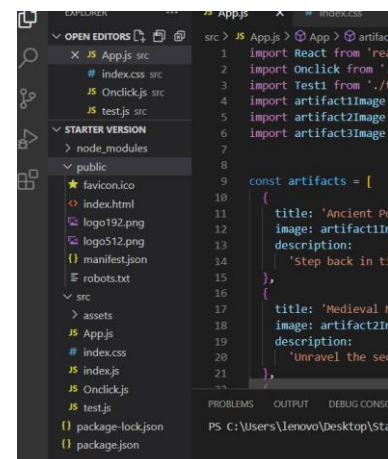 EXPLORER ...
OPEN EDITORS
JS App.js src
# index.css src
JS Onclick.js src
JS test.js src
STARTER VERSION
node_modules
public
favicon.ico
index.html
logo192.png
logo512.png
manifest.json
robots.txt
src
assets
JS App.js
# index.css
JS index.js
JS Onclick.js
JS test.js
package-lock.json
package.json
JS App.js X # index.css
src > JS App.js > App >
1 import React from
2 import Onclick from '.
3 import Test1 from
4 import artifact1Image
5 import artifact2Image
6 import artifact3Image
7
8
9 const artifacts = [
10 {
11 title: 'Ancient
12 image:
13 description:
14 'Step back in
15 },
16 {
17 title: 'Medieval
18 image:
19 description:
20 'Unravel the
21 },
PROBLEMS OUTPUT DEBUG
PS C:\Users\lenovo\Desktop\